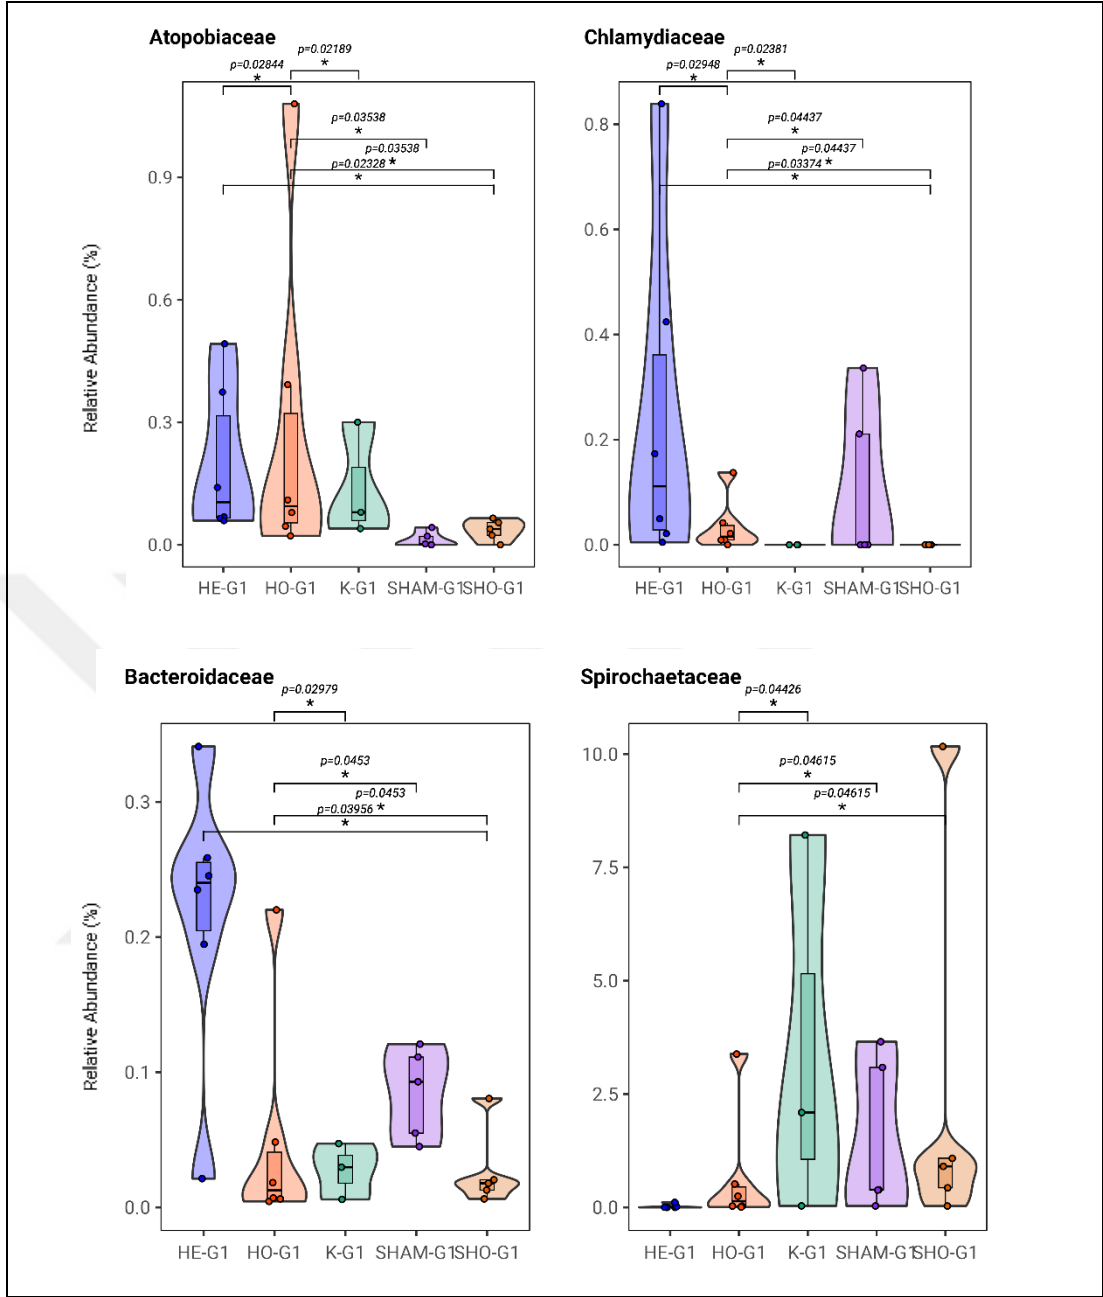 Atopobiaceae
p=0.02189
*
p=0.02844
*
p=0.03538
*
p=0.03538
*
p=0.02328
*
Relative Abundance (%)
0.9
0.6
0.3
0.0
HE-G1 HO-G1 K-G1 SHAM-G1 SHO-G1
Chlamydiaceae
p=0.02381
*
p=0.02948
*
p=0.04437
*
p=0.04437
*
p=0.03374
*
0.8
0.6
0.4
0.2
0.0
HE-G1 HO-G1 K-G1 SHAM-G1 SHO-G1
Bacteroidaceae
p=0.02979
*
p=0.0453
*
p=0.0453
*
p=0.03956
*
Relative Abundance (%)
0.3
0.2
0.1
0.0
HE-G1 HO-G1 K-G1 SHAM-G1 SHO-G1
Spirochaetaceae
p=0.04426
*
p=0.04615
*
p=0.04615
*
10.0
7.5
5.0
2.5
0.0
HE-G1 HO-G1 K-G1 SHAM-G1 SHO-G1